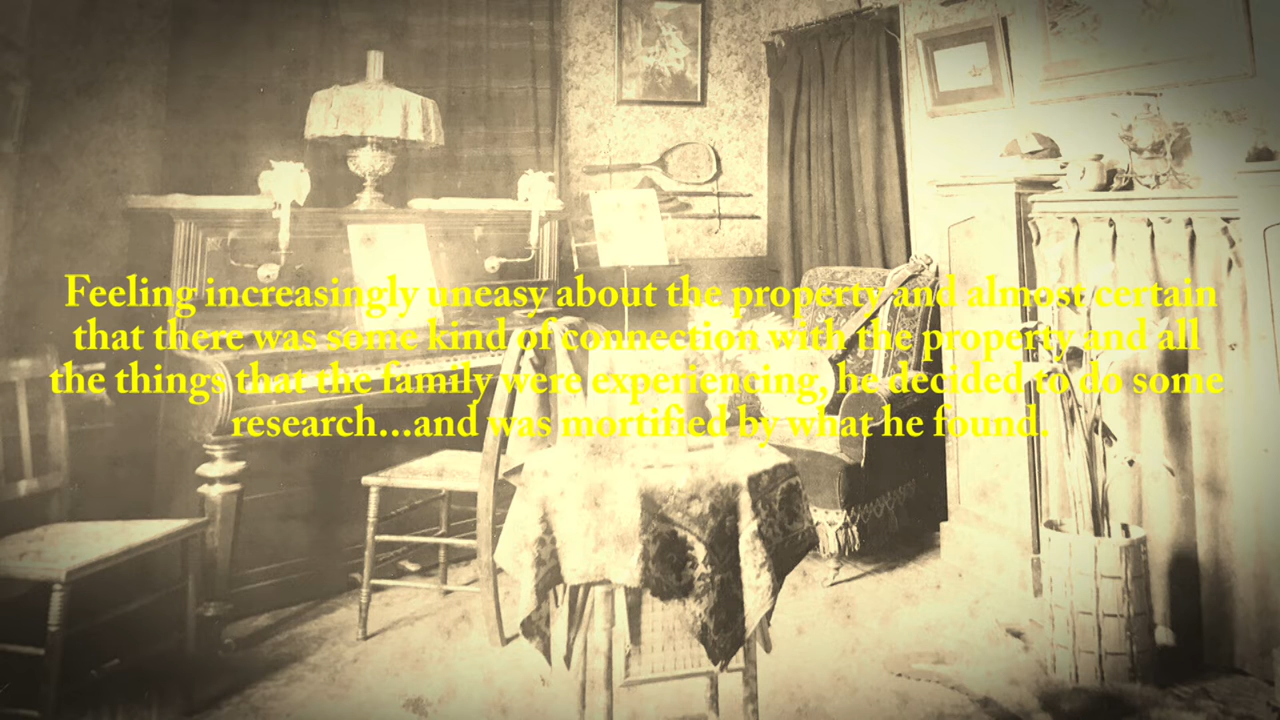 Feeling increasingly uneasy about the property and almost certain
that there was some kind of connection with the property and all
the things that the family were experiencing, he decided to do some
research...and was mortified by what he found.